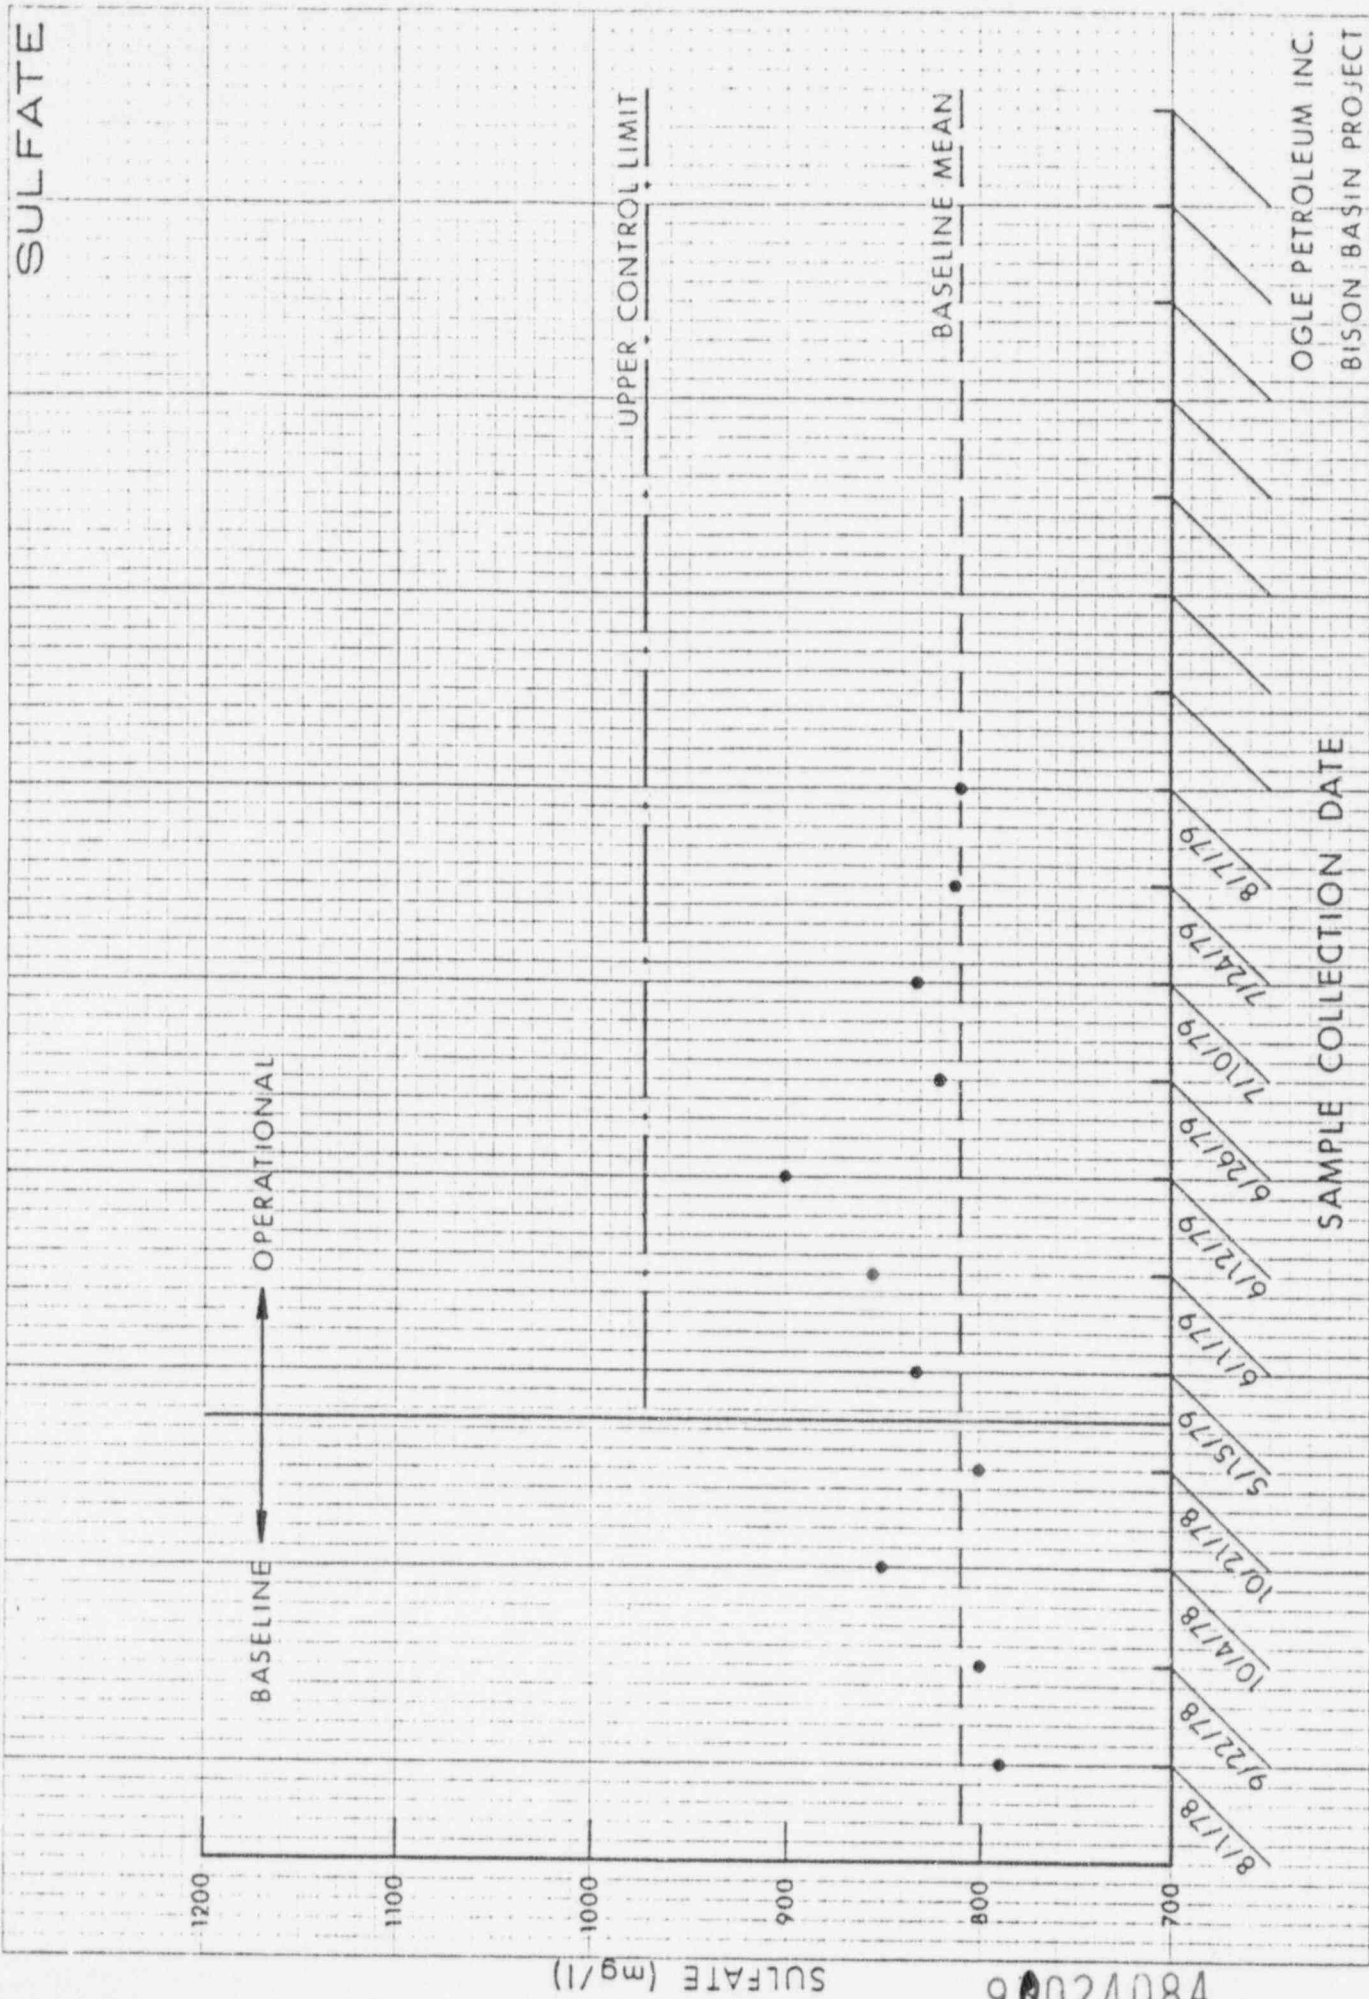 SULFATE
BASELINE
OPERATIONAL
UPPER CONTROL LIMIT
BASELINE MEAN
SULFATE (mg/l)
1200
1100
1000
900
800
700
8/1/78
9/22/78
10/4/78
10/21/78
5/15/79
6/1/79
6/12/79
6/26/79
7/10/79
7/24/79
8/7/79
SAMPLE COLLECTION DATE
OGLE PETROLEUM INC.
BISON BASIN PROJECT